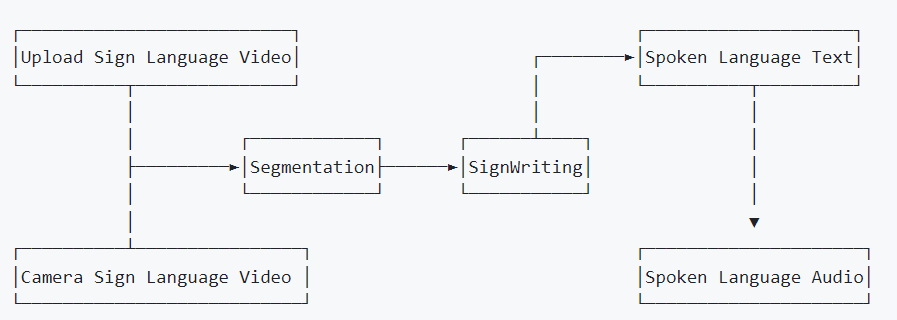 Upload Sign Language Video
Spoken Language Text
Segmentation
SignWriting
Camera Sign Language Video
Spoken Language Audio